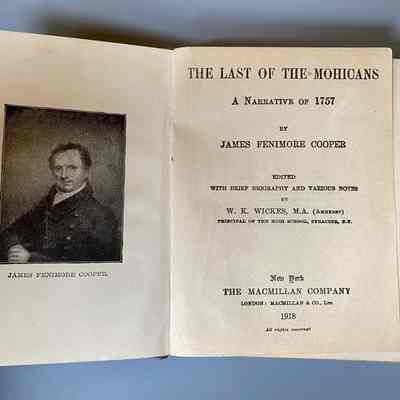 JAMES FENIMORE COOPER.
THE LAST OF THE MOHICANS
A NARRATIVE OF 1757
BY
JAMES FENIMORE COOPER
EDITED
WITH BRIEF BIOGRAPHY AND VARIOUS NOTES
BY
W. K. WICKES, M.A. (AMHERST)
PRINCIPAL OF THE HIGH SCHOOL, SYRACUSE, N.Y.
New York
THE MACMILLAN COMPANY
LONDON: MACMILLAN & CO., LTD.
1918
All rights reserved